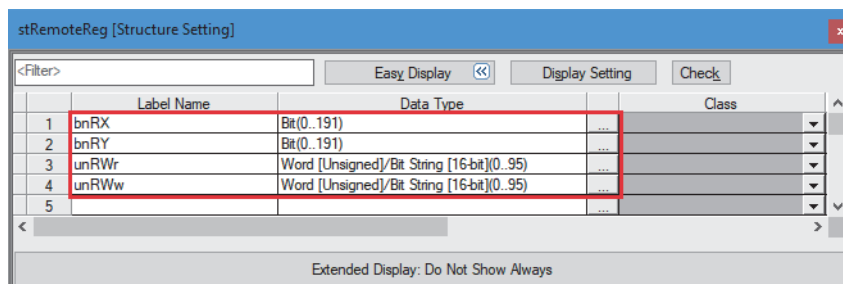 stRemoteReg [Structure Setting]
x
<Filter>
Easy Display
Display Setting
Check
Label Name Data Type Class
1 bnRX Bit(0..191) ...
2 bnRY Bit(0..191) ...
3 unRWr Word [Unsigned]/Bit String [16-bit](0..95) ...
4 unRWw Word [Unsigned]/Bit String [16-bit](0..95) ...
5 ...
Extended Display: Do Not Show Always